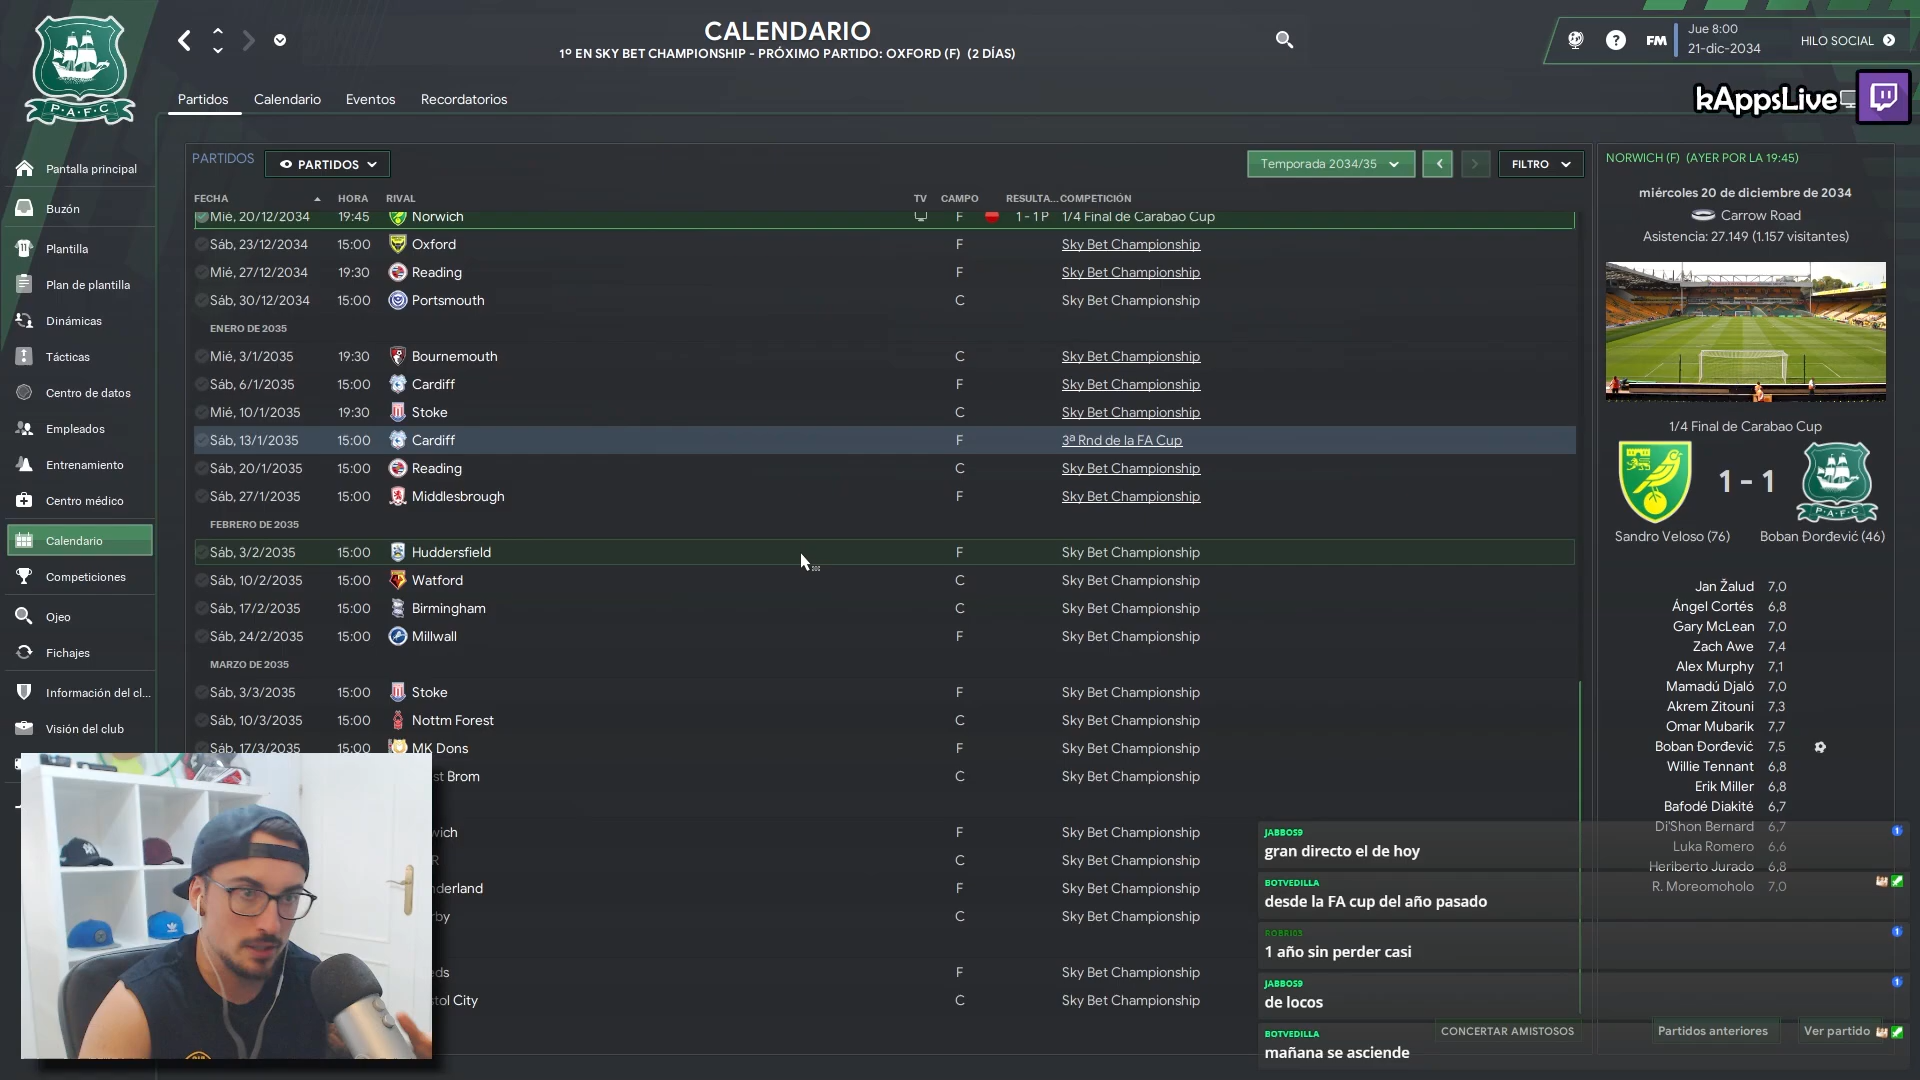 CALENDARIO
1º EN SKY BET CHAMPIONSHIP - PRÓXIMO PARTIDO: OXFORD (F) (2 DÍAS)
FM
Jue 8:00
21-dic-2034
HILO SOCIAL
P.A.F.C
kAppsLive
Partidos
Calendario
Eventos
Recordatorios
Pantalla principal
Buzón
Plantilla
Plan de plantilla
Dinámicas
Tácticas
Centro de datos
Empleados
Entrenamiento
Centro médico
Calendario
Competiciones
Ojeo
Fichajes
Información del cl...
Visión del club
PARTIDOS
PARTIDOS
Temporada 2034/35
FILTRO
FECHA HORA RIVAL TV CAMPO RESULTA... COMPETICIÓN
Mié, 20/12/2034 19:45 Norwich F 1 - 1 P 1/4 Final de Carabao Cup
Sáb, 23/12/2034 15:00 Oxford F Sky Bet Championship
Mié, 27/12/2034 19:30 Reading F Sky Bet Championship
Sáb, 30/12/2034 15:00 Portsmouth C Sky Bet Championship
ENERO DE 2035
Mié, 3/1/2035 19:30 Bournemouth C Sky Bet Championship
Sáb, 6/1/2035 15:00 Cardiff F Sky Bet Championship
Mié, 10/1/2035 19:30 Stoke C Sky Bet Championship
Sáb, 13/1/2035 15:00 Cardiff F 3ª Rnd de la FA Cup
Sáb, 20/1/2035 15:00 Reading C Sky Bet Championship
Sáb, 27/1/2035 15:00 Middlesbrough F Sky Bet Championship
FEBRERO DE 2035
Sáb, 3/2/2035 15:00 Huddersfield F Sky Bet Championship
Sáb, 10/2/2035 15:00 Watford C Sky Bet Championship
Sáb, 17/2/2035 15:00 Birmingham C Sky Bet Championship
Sáb, 24/2/2035 15:00 Millwall F Sky Bet Championship
MARZO DE 2035
Sáb, 3/3/2035 15:00 Stoke F Sky Bet Championship
Sáb, 10/3/2035 15:00 Nottm Forest C Sky Bet Championship
Sáb, 17/3/2035 15:00 MK Dons F Sky Bet Championship
st Brom C Sky Bet Championship
wich F Sky Bet Championship
R C Sky Bet Championship
nderland F Sky Bet Championship
rby C Sky Bet Championship
eds F Sky Bet Championship
tol City C Sky Bet Championship
CONCERTAR AMISTOSOS
NORWICH (F) (AYER POR LA 19:45)
miércoles 20 de diciembre de 2034
Carrow Road
Asistencia: 27.149 (1.157 visitantes)
1/4 Final de Carabao Cup
1 - 1
P.A.F.C
Sandro Veloso (76) Boban Đorđević (46)
Jan Žalud 7,0
Ángel Cortés 6,8
Gary McLean 7,0
Zach Awe 7,4
Alex Murphy 7,1
Mamadú Djaló 7,0
Akrem Zitouni 7,3
Omar Mubarik 7,7
Boban Đorđević 7,5
Willie Tennant 6,8
Erik Miller 6,8
Bafodé Diakité 6,7
Di'Shon Bernard 6,7
Luka Romero 6,6
Heriberto Jurado 6,8
R. Moreomoholo 7,0
Partidos anteriores
Ver partido
JABBOS9
gran directo el de hoy
BOTVEDILLA
desde la FA cup del año pasado
1 año sin perder casi
JABBOS9
de locos
BOTVEDILLA
mañana se asciende